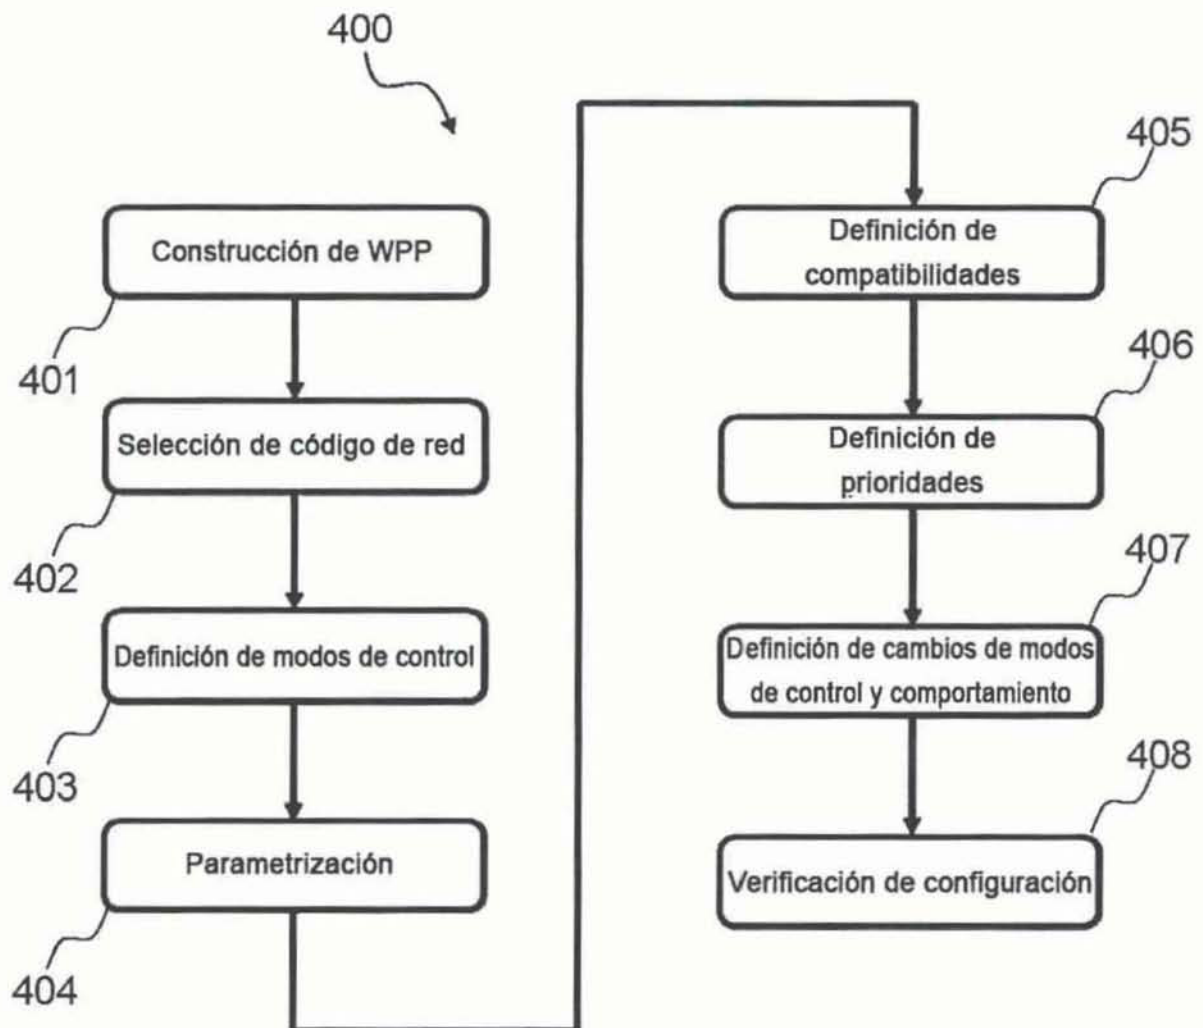 400
Construcción de WPP
401
Selección de código de red
402
Definición de modos de control
403
Parametrización
404
405
Definición de
compatibilidades
406
Definición de
prioridades
407
Definición de cambios de modos
de control y comportamiento
408
Verificación de configuración